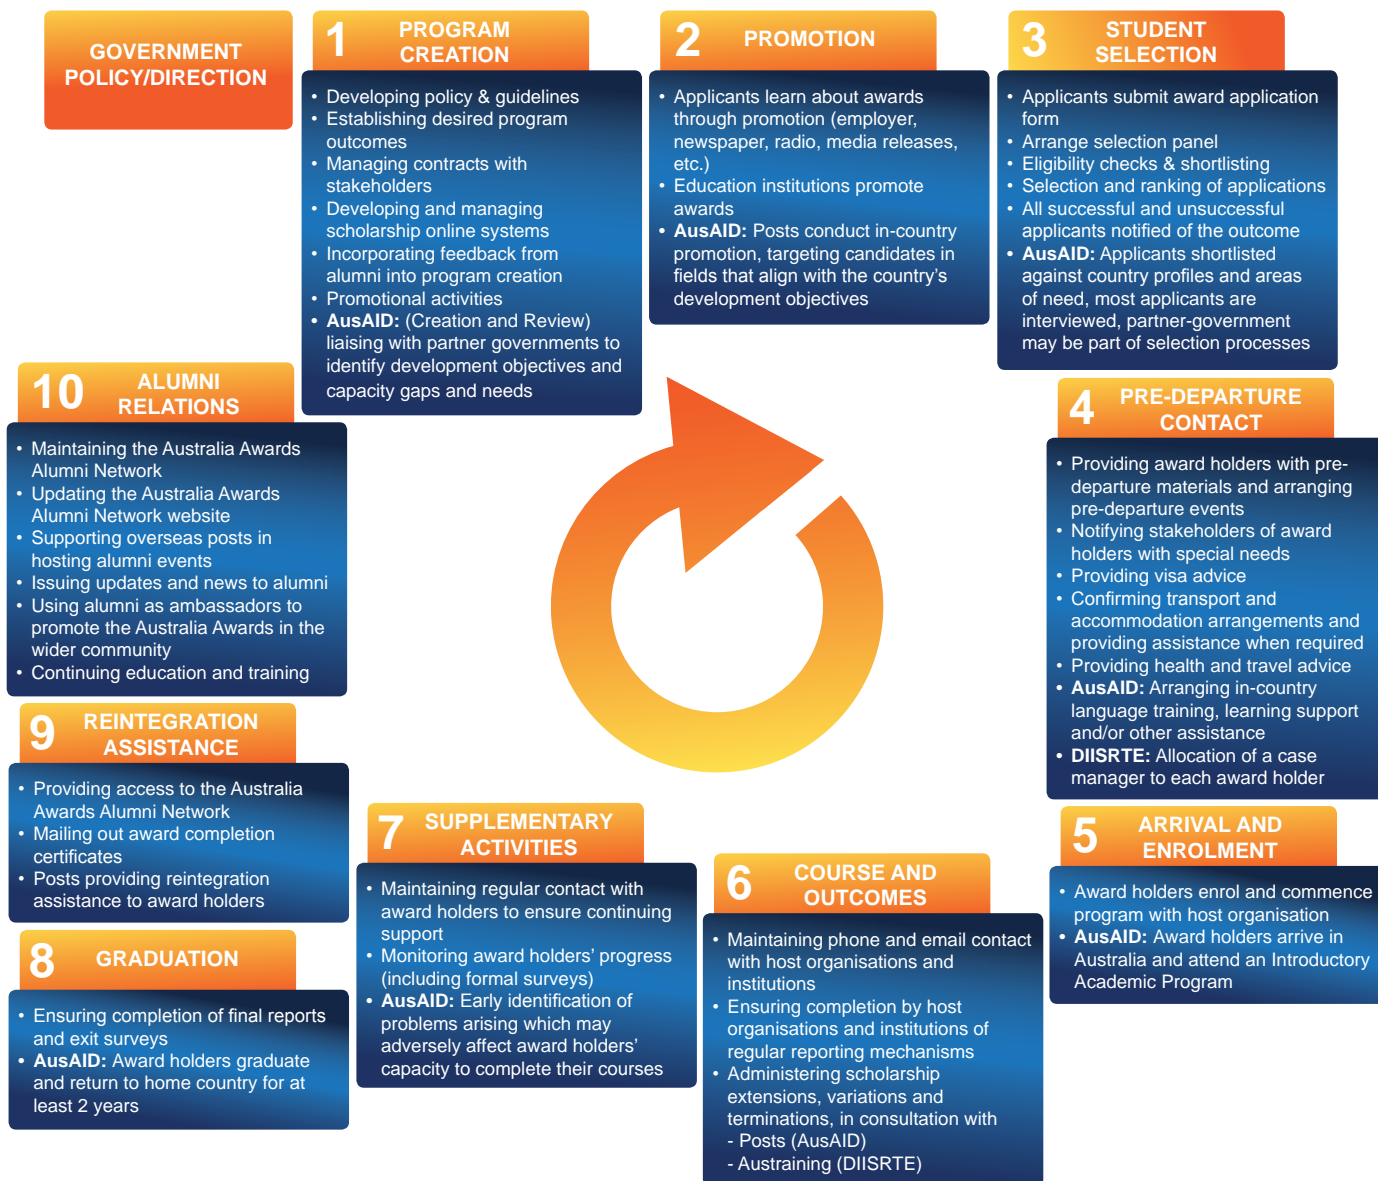 GOVERNMENT
POLICY/DIRECTION
1 PROGRAM
CREATION
• Developing policy & guidelines
• Establishing desired program
outcomes
• Managing contracts with
stakeholders
• Developing and managing
scholarship online systems
• Incorporating feedback from
alumni into program creation
• Promotional activities
• AusAID: (Creation and Review)
liaising with partner governments to
identify development objectives and
capacity gaps and needs
2 PROMOTION
• Applicants learn about awards
through promotion (employer,
newspaper, radio, media releases,
etc.)
• Education institutions promote
awards
• AusAID: Posts conduct in-country
promotion, targeting candidates in
fields that align with the country's
development objectives
3 STUDENT
SELECTION
• Applicants submit award application
form
• Arrange selection panel
• Eligibility checks & shortlisting
• Selection and ranking of applications
• All successful and unsuccessful
applicants notified of the outcome
• AusAID: Applicants shortlisted
against country profiles and areas
of need, most applicants are
interviewed, partner-government
may be part of selection processes
4 PRE-DEPARTURE
CONTACT
• Providing award holders with pre-
departure materials and arranging
pre-departure events
• Notifying stakeholders of award
holders with special needs
• Providing visa advice
• Confirming transport and
accommodation arrangements and
providing assistance when required
• Providing health and travel advice
• AusAID: Arranging in-country
language training, learning support
and/or other assistance
• DIISRTE: Allocation of a case
manager to each award holder
5 ARRIVAL AND
ENROLMENT
• Award holders enrol and commence
program with host organisation
• AusAID: Award holders arrive in
Australia and attend an Introductory
Academic Program
6 COURSE AND
OUTCOMES
• Maintaining phone and email contact
with host organisations and
institutions
• Ensuring completion by host
organisations and institutions of
regular reporting mechanisms
• Administering scholarship
extensions, variations and
terminations, in consultation with
- Posts (AusAID)
- Austraining (DIISRTE)
7 SUPPLEMENTARY
ACTIVITIES
• Maintaining regular contact with
award holders to ensure continuing
support
• Monitoring award holders' progress
(including formal surveys)
• AusAID: Early identification of
problems arising which may
adversely affect award holders'
capacity to complete their courses
8 GRADUATION
• Ensuring completion of final reports
and exit surveys
• AusAID: Award holders graduate
and return to home country for at
least 2 years
9 REINTEGRATION
ASSISTANCE
• Providing access to the Australia
Awards Alumni Network
• Mailing out award completion
certificates
• Posts providing reintegration
assistance to award holders
10 ALUMNI
RELATIONS
• Maintaining the Australia Awards
Alumni Network
• Updating the Australia Awards
Alumni Network website
• Supporting overseas posts in
hosting alumni events
• Issuing updates and news to alumni
• Using alumni as ambassadors to
promote the Australia Awards in the
wider community
• Continuing education and training